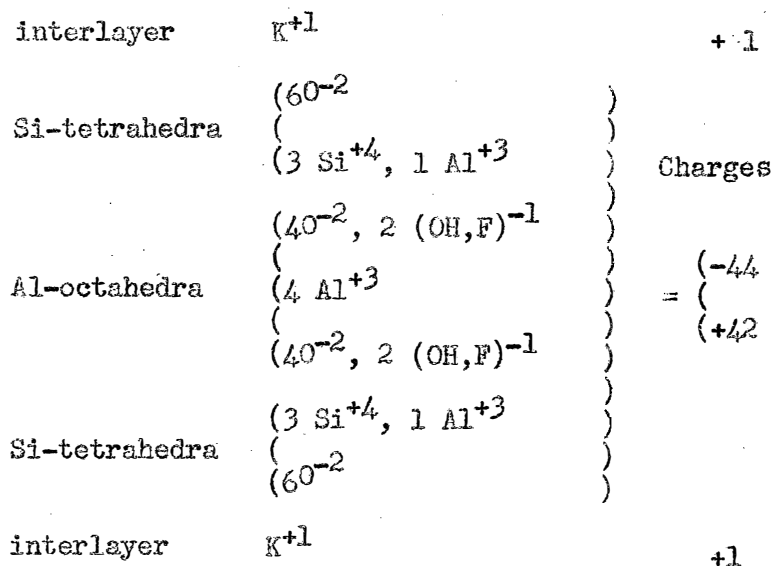 interlayer K+1 + 1
(6O-2 )
Si-tetrahedra ( )
(3 Si+4, 1 Al+3 ) Charges
)
(4O-2, 2 (OH,F)-1 )
( ) (-44
Al-octahedra (4 Al+3 ) = (
( ) (+42
(4O-2, 2 (OH,F)-1 )
)
(3 Si+4, 1 Al+3 )
Si-tetrahedra ( )
(6O-2 )
interlayer K+1 +1